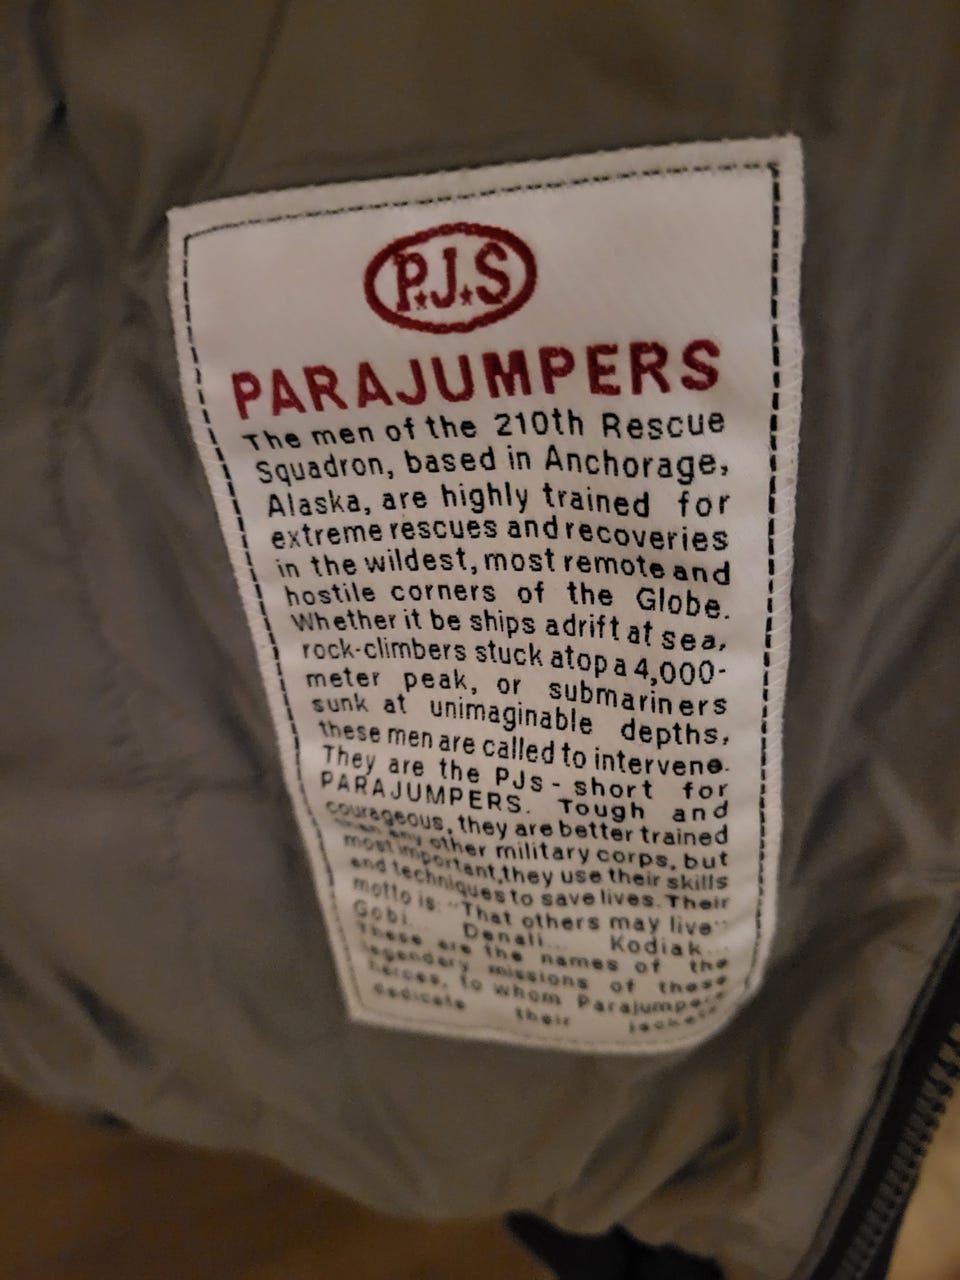 P.J.S
PARAJUMPERS
The men of the 210th Rescue
Squadron, based in Anchorage,
Alaska, are highly trained for
extreme rescues and recoveries
in the wildest, most remote and
hostile corners of the Globe.
Whether it be ships adrift at sea,
rock-climbers stuck atop a 4,000-
meter peak, or submariners
sunk at unimaginable depths,
these men are called to intervene.
They are the PJs - short for
PARAJUMPERS. Tough and
courageous, they are better trained
than any other military corps, but
most important, they use their skills
and techniques to save lives. Their
motto is: "That others may live"
Gobi... Denali... Kodiak...
These are the names of the
legendary missions of these
heroes, to whom Parajumpers
dedicate their jackets